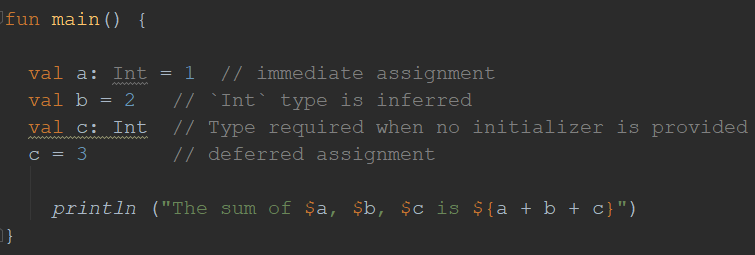 fun main() {
val a: Int = 1 // immediate assignment
val b = 2 // `Int` type is inferred
val c: Int // Type required when no initializer is provided
c = 3 // deferred assignment
println ("The sum of $a, $b, $c is ${a + b + c}")
}